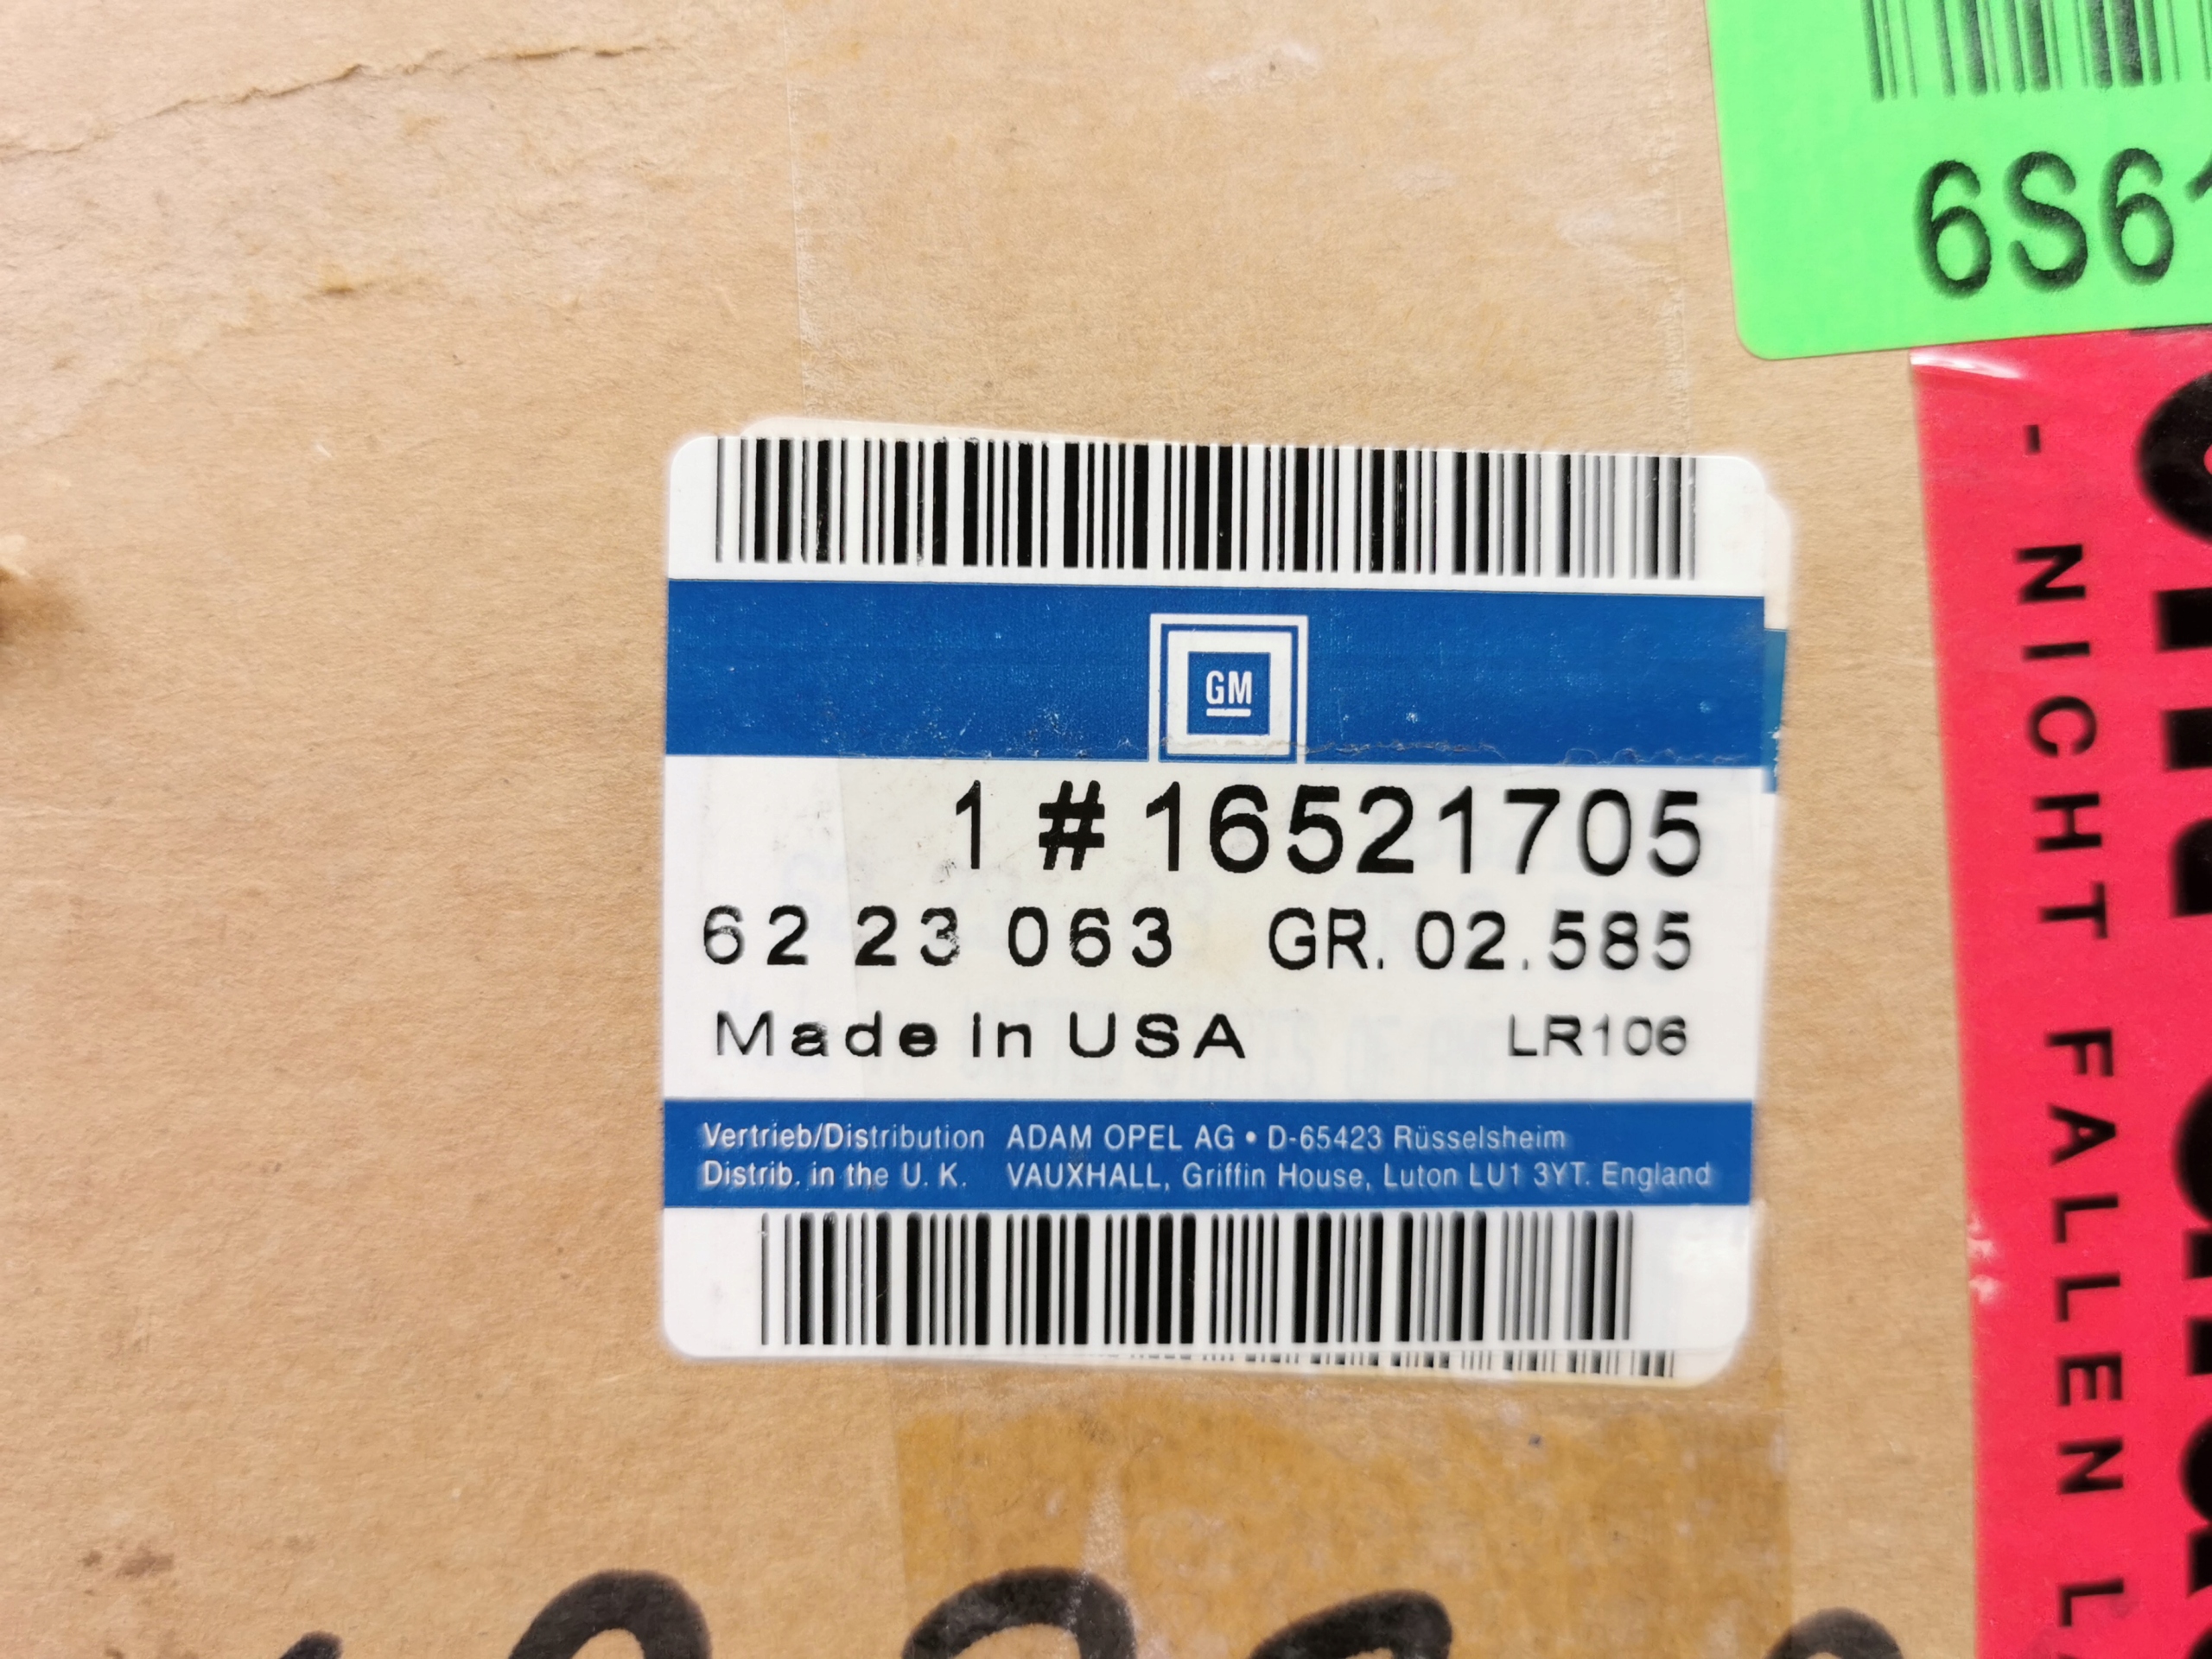 6S61
GM
1 # 16521705
62 23 063 GR. 02.585
Made in USA LR106
Vertrieb/Distribution ADAM OPEL AG • D-65423 Rüsselsheim
Distrib. in the U. K. VAUXHALL, Griffin House, Luton LU1 3YT. England
- NICHT FALLEN